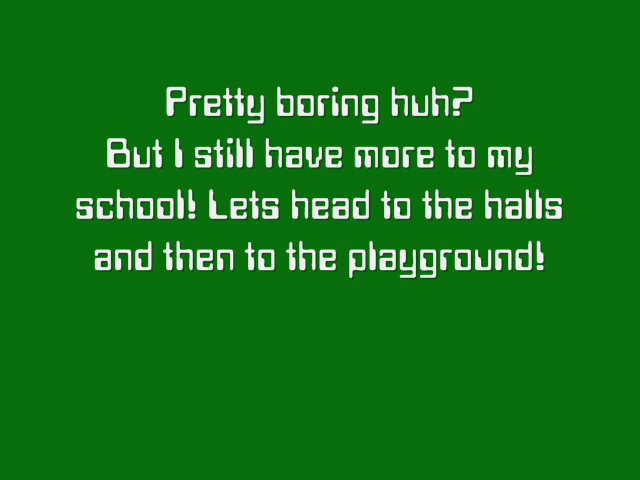 Pretty boring huh?
But I still have more to my
school! Lets head to the halls
and then to the playground!